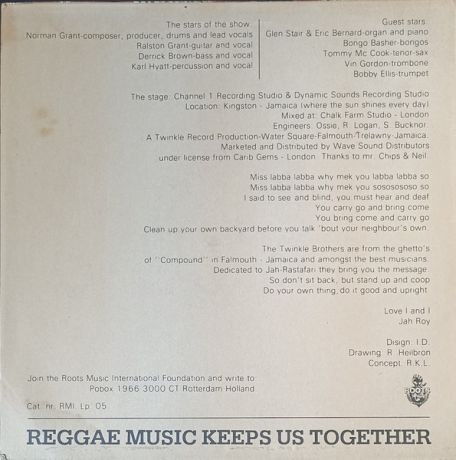 The stars of the show.
Norman Grant-composer, producer, drums and lead vocals
Ralston Grant-guitar and vocal
Derrick Brown-bass and vocal
Karl Hyatt-percussion and vocal
Guest stars:
Glen Stair & Eric Bernard-organ and piano
Bongo Basher-bongos
Tommy Mc Cook-tenor-sax
Vin Gordon-trombone
Bobby Ellis-trumpet
The stage: Channel 1 Recording Studio & Dynamic Sounds Recording Studio
Location: Kingston - Jamaica (where the sun shines every day)
Mixed at: Chalk Farm Studio - London
Engineers: Ossie, R. Logan, S. Bucknor.
A Twinkle Record Production-Water Square-Falmouth-Trelawny-Jamaica.
Marketed and Distributed by Wave Sound Distributors
under license from Carib Gems - London. Thanks to mr. Chips & Neil.
Miss labba labba why mek you labba labba so
Miss labba labba why mek you sososososo so
I said to see and blind, you must hear and deaf
You carry go and bring come
You bring come and carry go
Clean up your own backyard before you talk 'bout your neighbour's own.
The Twinkle Brothers are from the ghetto's
of "Compound" in Falmouth - Jamaica and amongst the best musicians.
Dedicated to Jah-Rastafari they bring you the message.
So don't sit back, but stand up and coop
Do your own thing, do it good and upright.
Love I and I
Jah Roy
Disign: I.D.
Drawing: R. Heilbron
Concept: R.K.L.
Join the Roots Music International Foundation and write to:
Pobox 1966 3000 CT Rotterdam Holland
ROOTS
Cat. nr. RMI. Lp. 05
REGGAE MUSIC KEEPS US TOGETHER